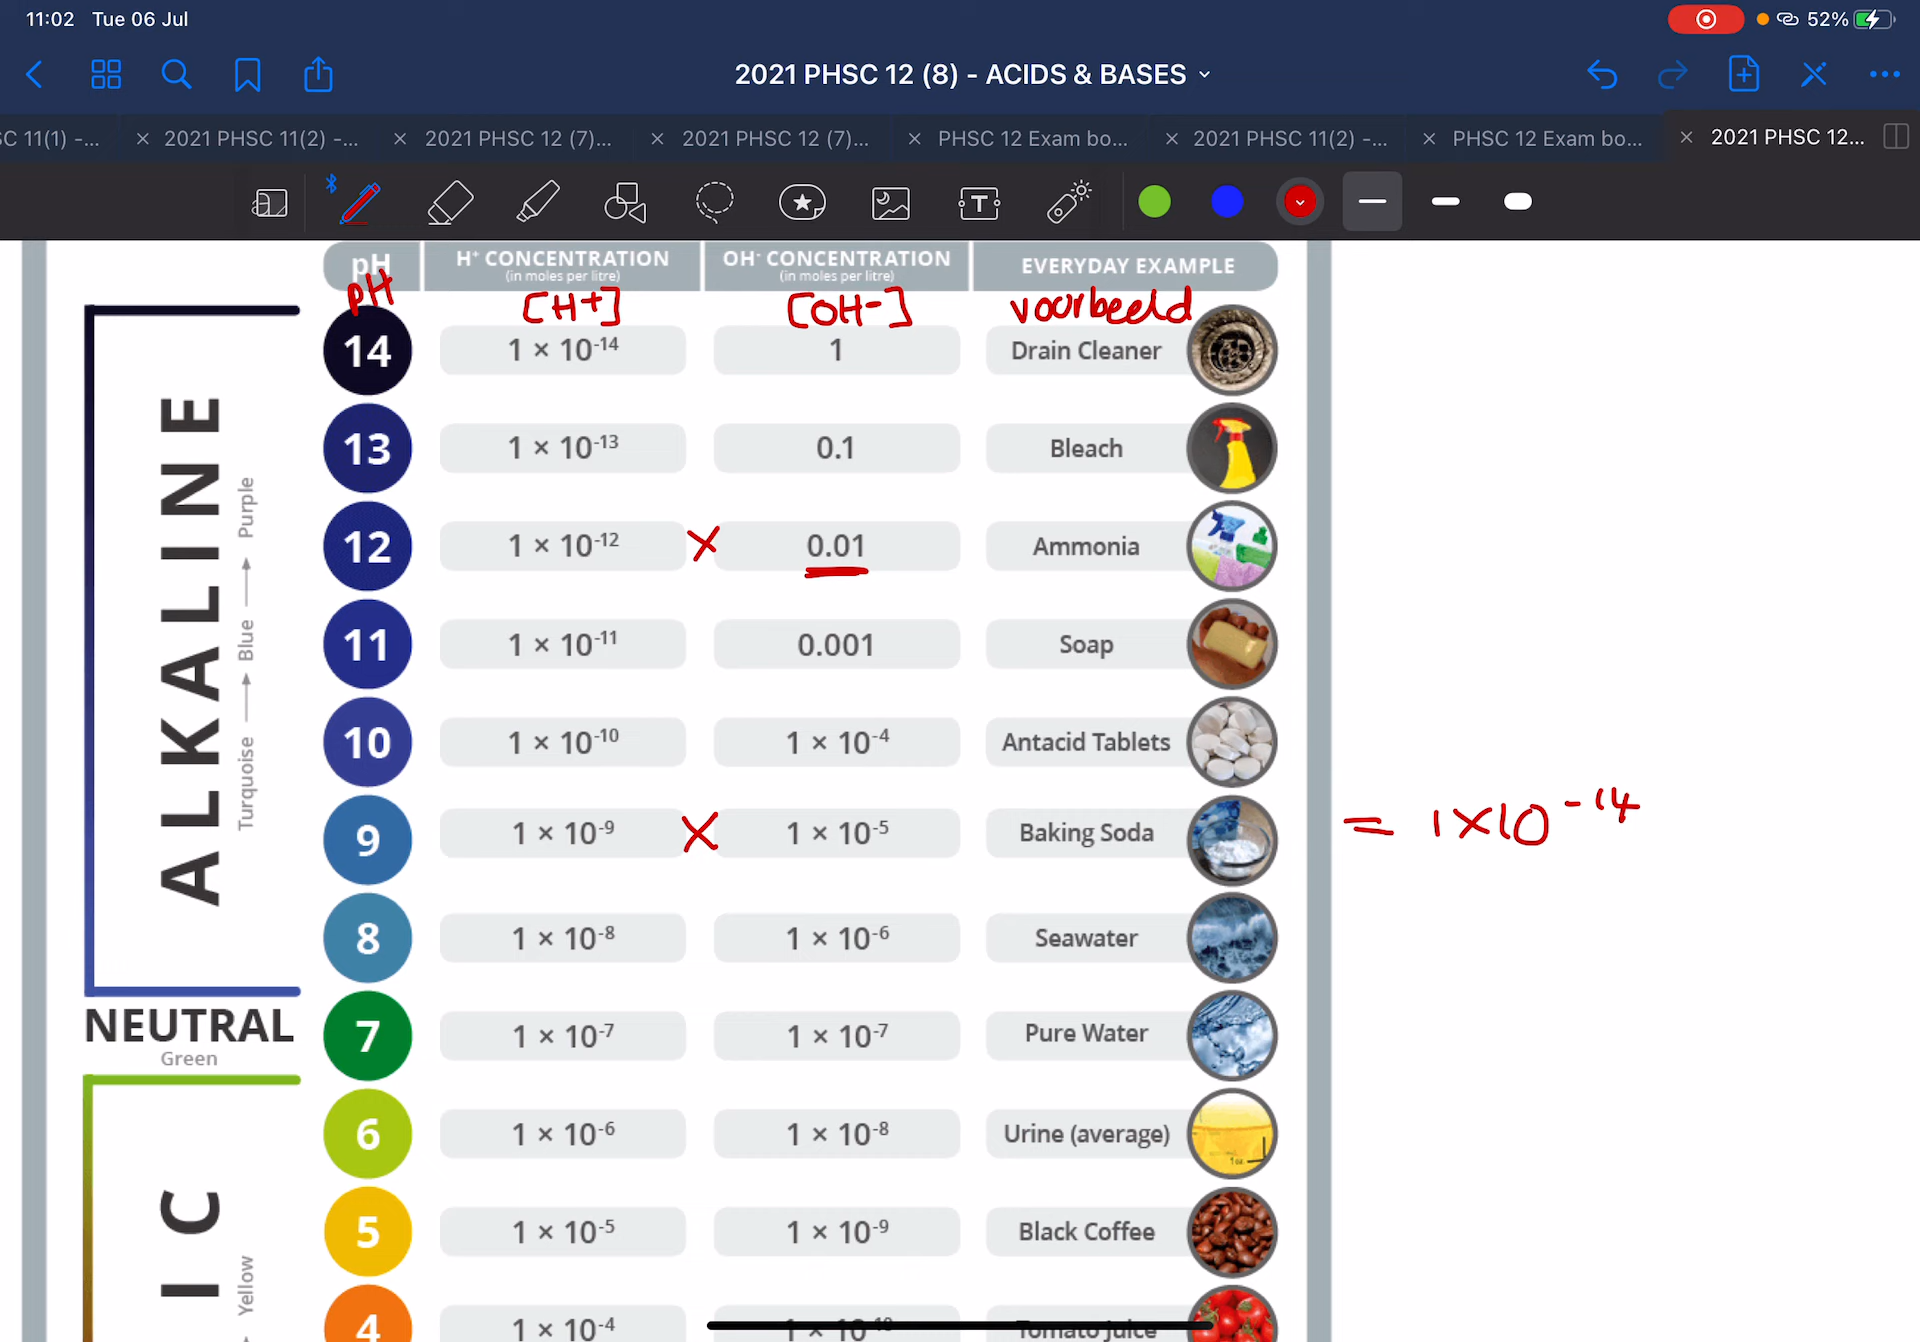 11:02 Tue 06 Jul
52%
2021 PHSC 12 (8) - ACIDS & BASES
C 11(1) -... 2021 PHSC 11(2) -... 2021 PHSC 12 (7)... 2021 PHSC 12 (7)... PHSC 12 Exam bo... 2021 PHSC 11(2) -... PHSC 12 Exam bo... 2021 PHSC 12...
pH H⁺ CONCENTRATION (in moles per litre) OH⁻ CONCENTRATION (in moles per litre) EVERYDAY EXAMPLE
pH [H+] [OH-] voorbeeld
14 1 × 10⁻¹⁴ 1 Drain Cleaner
13 1 × 10⁻¹³ 0.1 Bleach
12 1 × 10⁻¹² × 0.01 Ammonia
11 1 × 10⁻¹¹ 0.001 Soap
10 1 × 10⁻¹⁰ 1 × 10⁻⁴ Antacid Tablets
9 1 × 10⁻⁹ × 1 × 10⁻⁵ Baking Soda = 1×10⁻¹⁴
8 1 × 10⁻⁸ 1 × 10⁻⁶ Seawater
7 1 × 10⁻⁷ 1 × 10⁻⁷ Pure Water
6 1 × 10⁻⁶ 1 × 10⁻⁸ Urine (average)
5 1 × 10⁻⁵ 1 × 10⁻⁹ Black Coffee
4 1 × 10⁻⁴ 1 × 10⁻¹⁰ Tomato Juice
ALKALINE
Turquoise Blue Purple
NEUTRAL
Green
IC
Yellow